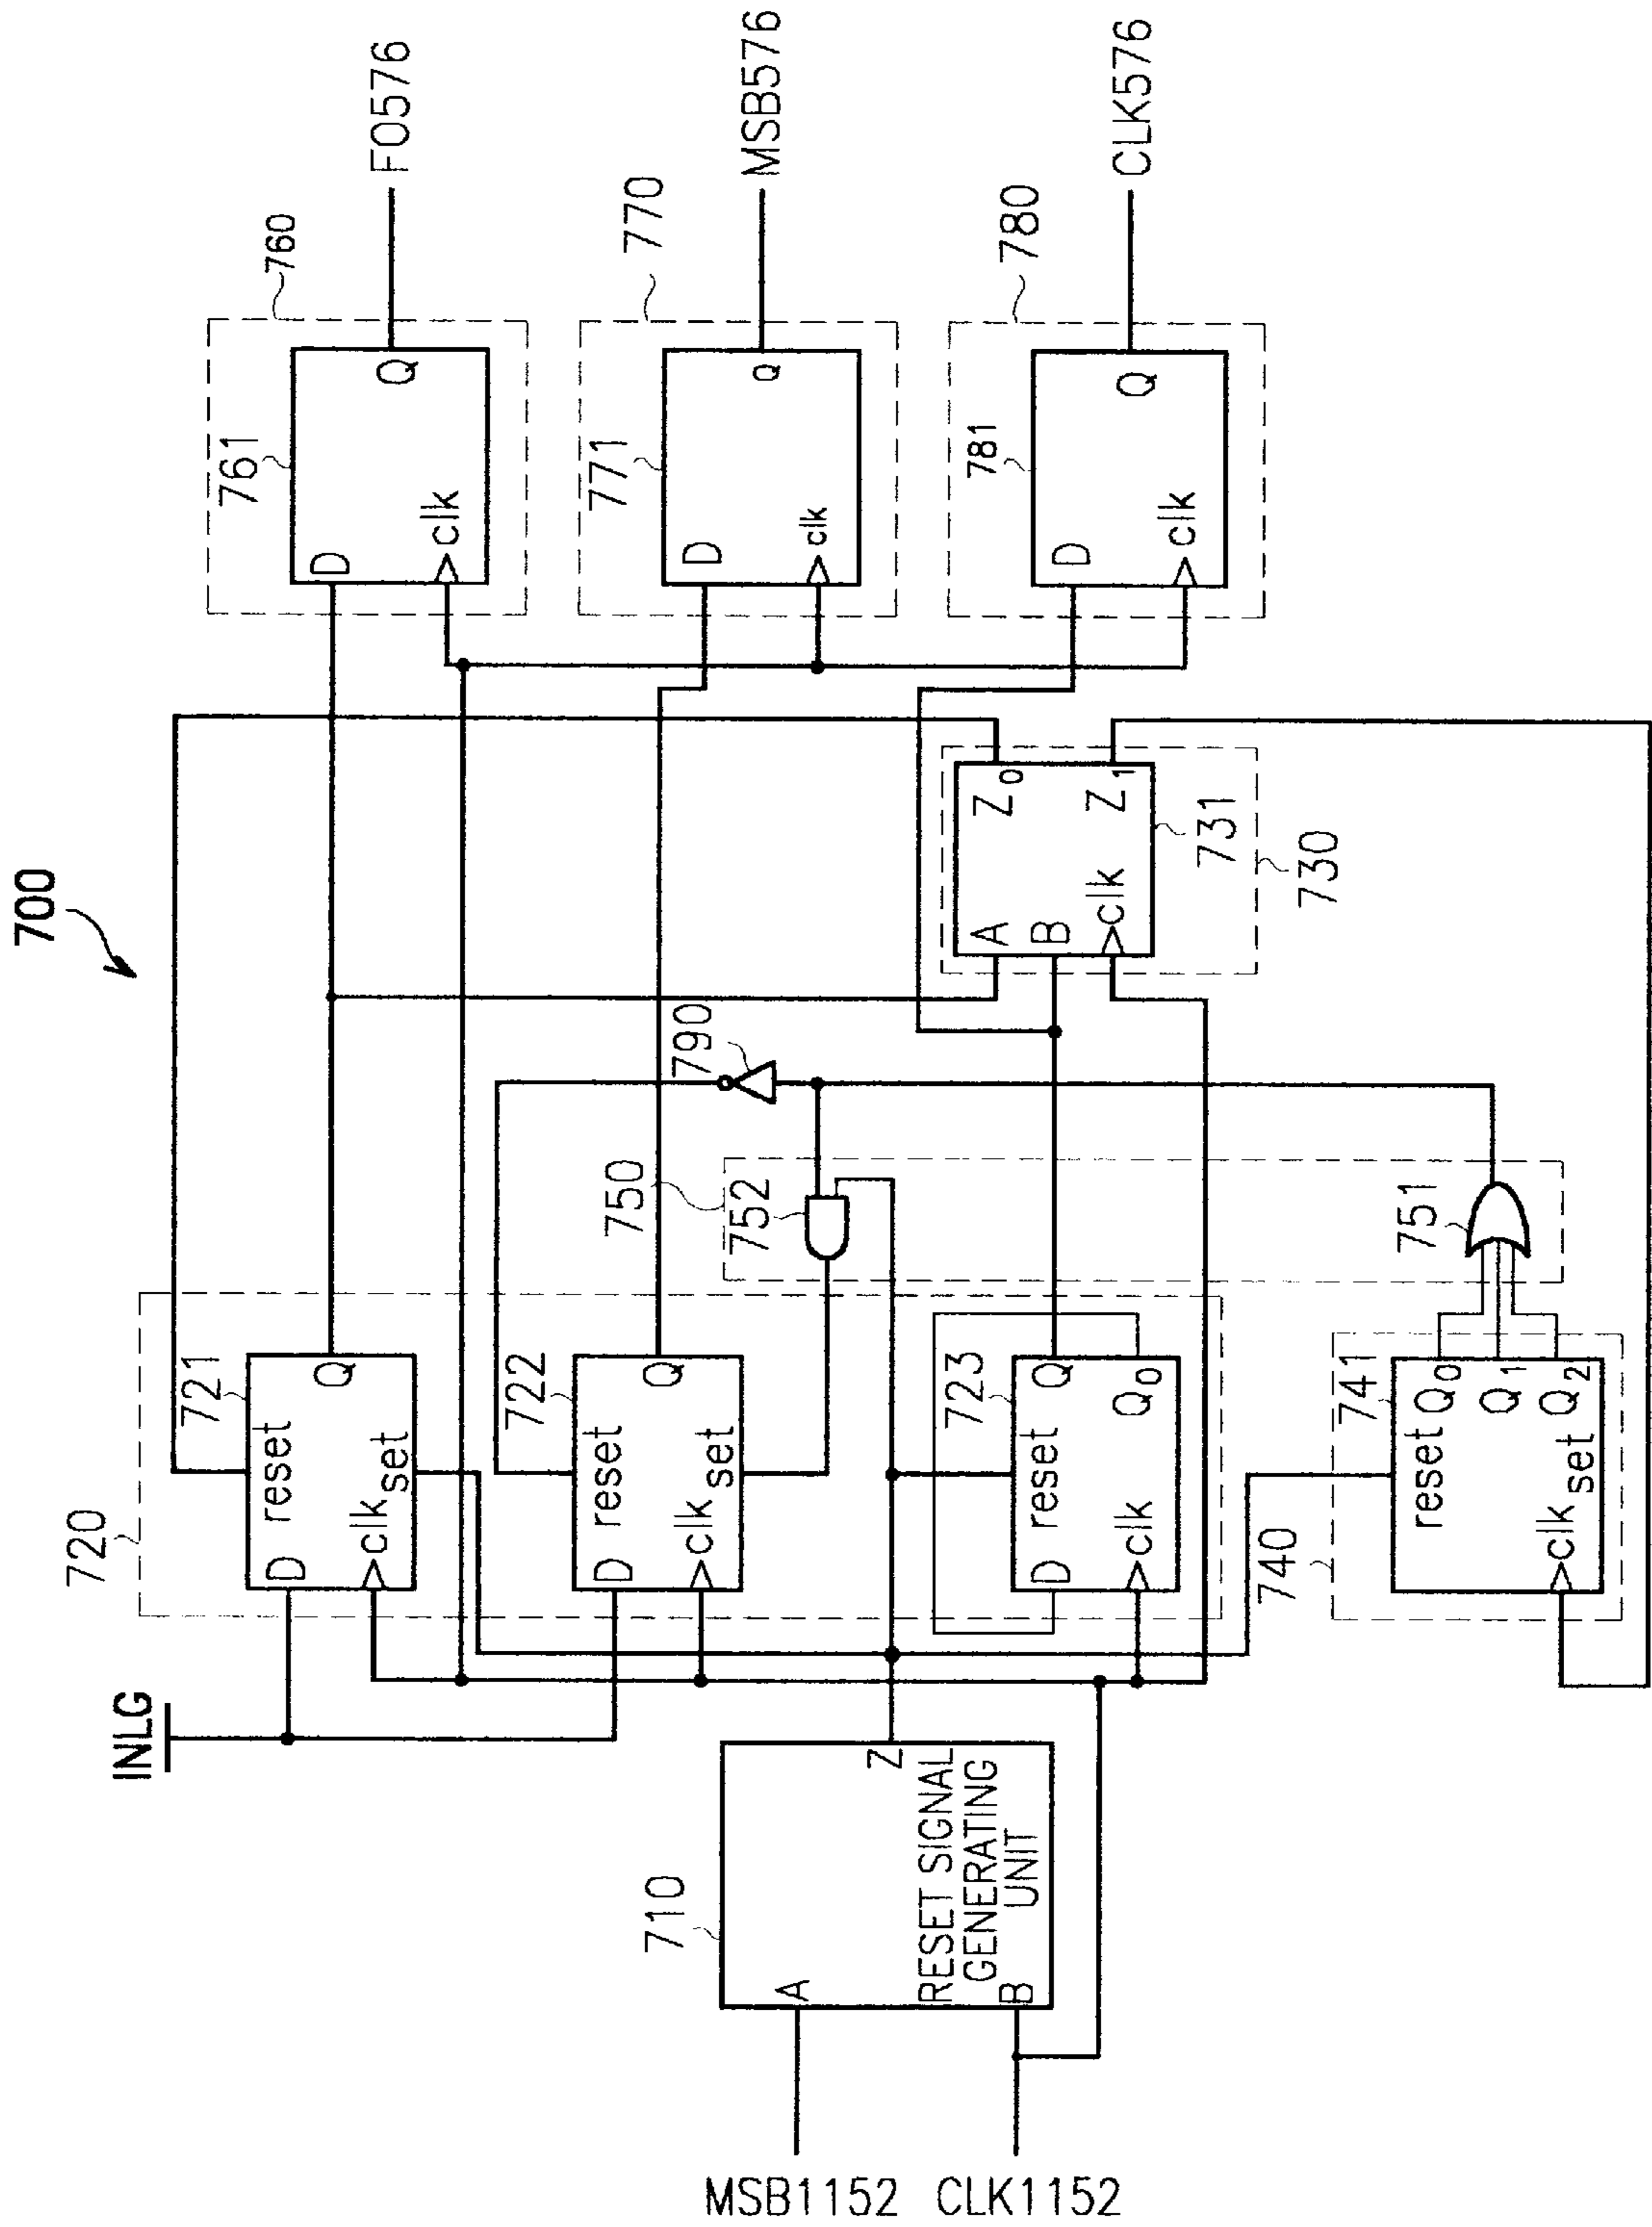 700
INLG
MSB1152
CLK1152
710
A
B
Z
RESET SIGNAL
GENERATING
UNIT
720
721
D
reset
clk
set
Q
722
D
reset
clk
set
Q
723
D
reset
clk
Q
Q0
740
741
reset
clk
set
Q0
Q1
Q2
750
751
752
790
730
731
A
B
clk
Z0
Z1
760
761
D
clk
Q
FO576
770
771
D
clk
Q
MSB576
780
781
D
clk
Q
CLK576